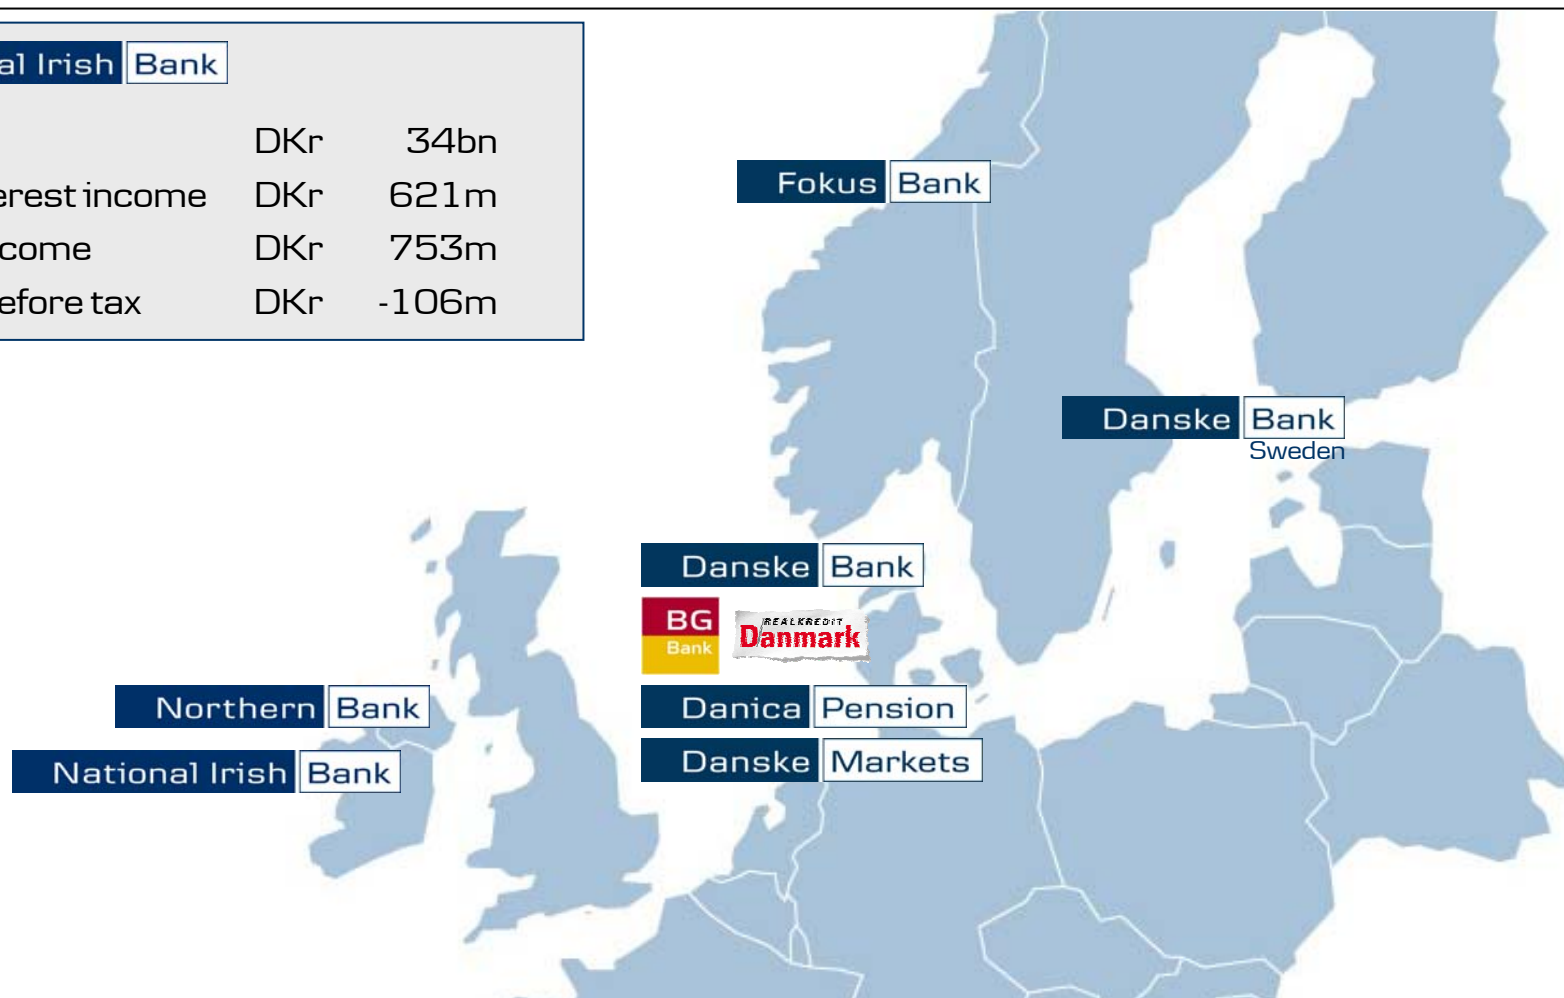 al Irish Bank
DKr 34bn
erest income DKr 621m
come DKr 753m
efore tax DKr -106m
Fokus Bank
Danske Bank
Sweden
Danske Bank
BG
Bank
REALKREDIT
Danmark
Northern Bank
Danica Pension
National Irish Bank
Danske Markets